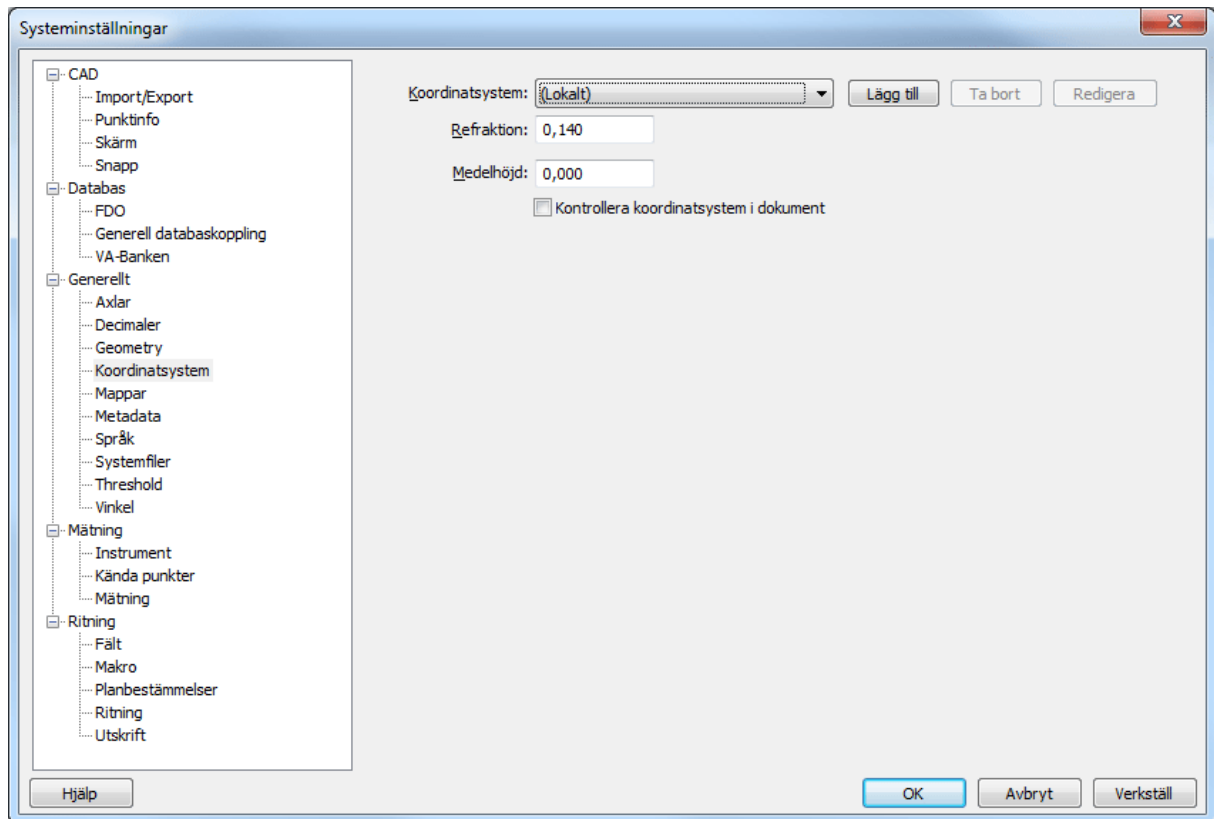 Systeminställningar
CAD
Import/Export
Punktinfo
Skärm
Snapp
Databas
FDO
Generell databaskoppling
VA-Banken
Generellt
Axlar
Decimaler
Geometry
Koordinatsystem
Mappar
Metadata
Språk
Systemfiler
Threshold
Vinkel
Mätning
Instrument
Kända punkter
Mätning
Ritning
Fält
Makro
Planbestämmelser
Ritning
Utskrift
Koordinatsystem: (Lokalt) Lägg till Ta bort Redigera
Refraktion: 0,140
Medelhöjd: 0,000
Kontrollera koordinatsystem i dokument
Hjälp OK Avbryt Verkställ